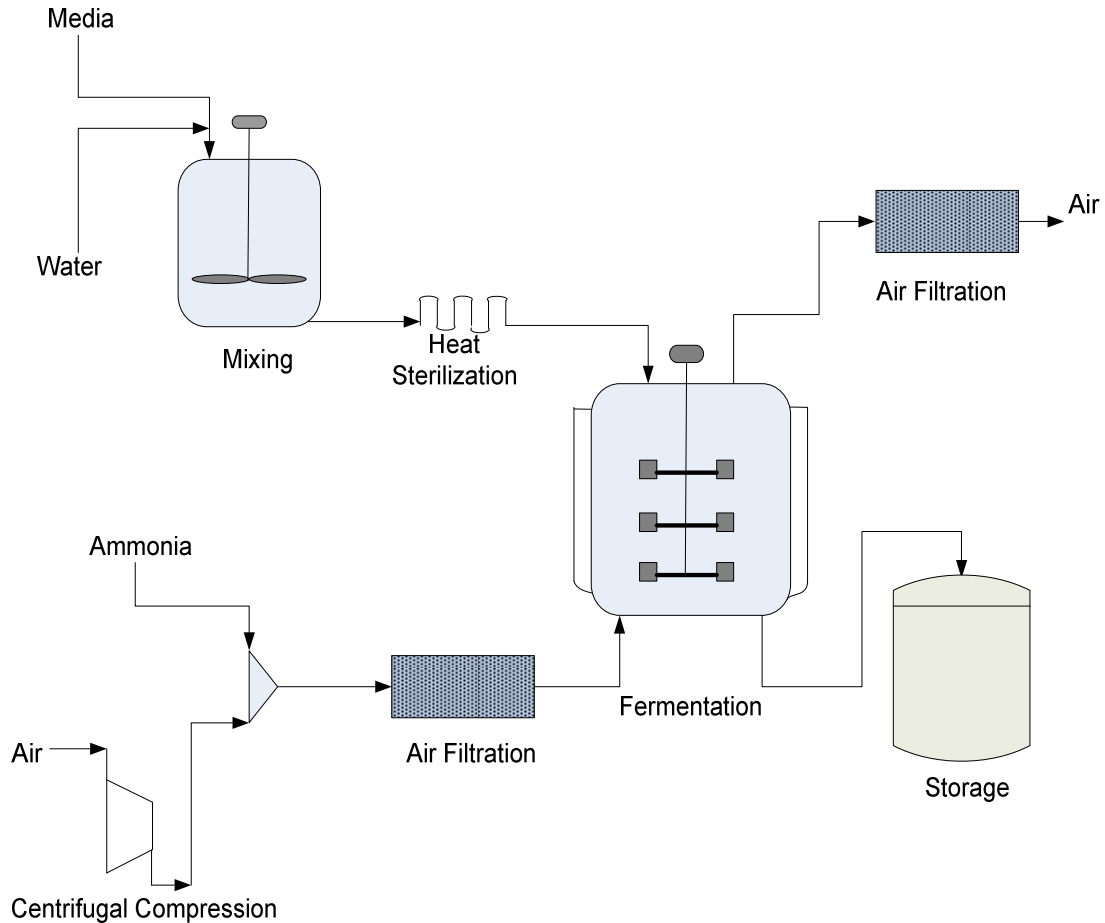 Media
Water
Mixing
Heat
Sterilization
Air
Air Filtration
Ammonia
Air
Centrifugal Compression
Air Filtration
Fermentation
Storage